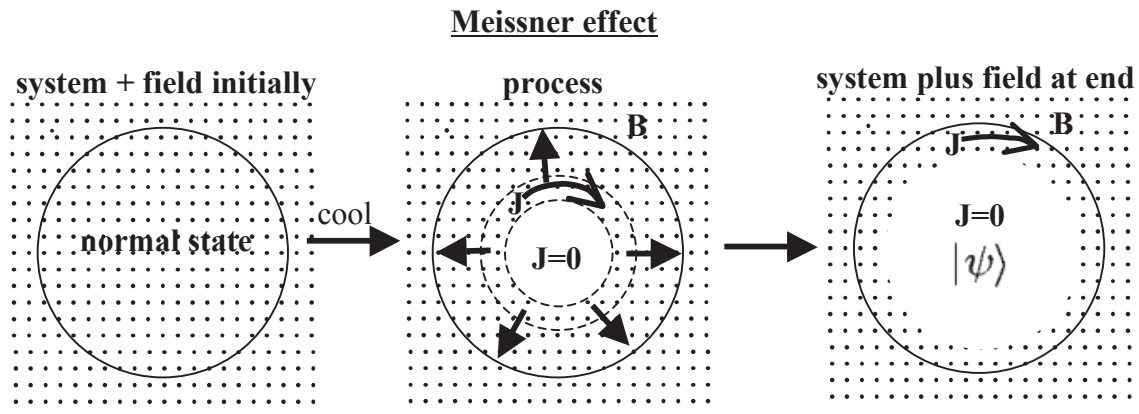 Meissner effect
system + field initially
process
system plus field at end
B
J
J=0
normal state
cool
B
J
J=0
|ψ⟩